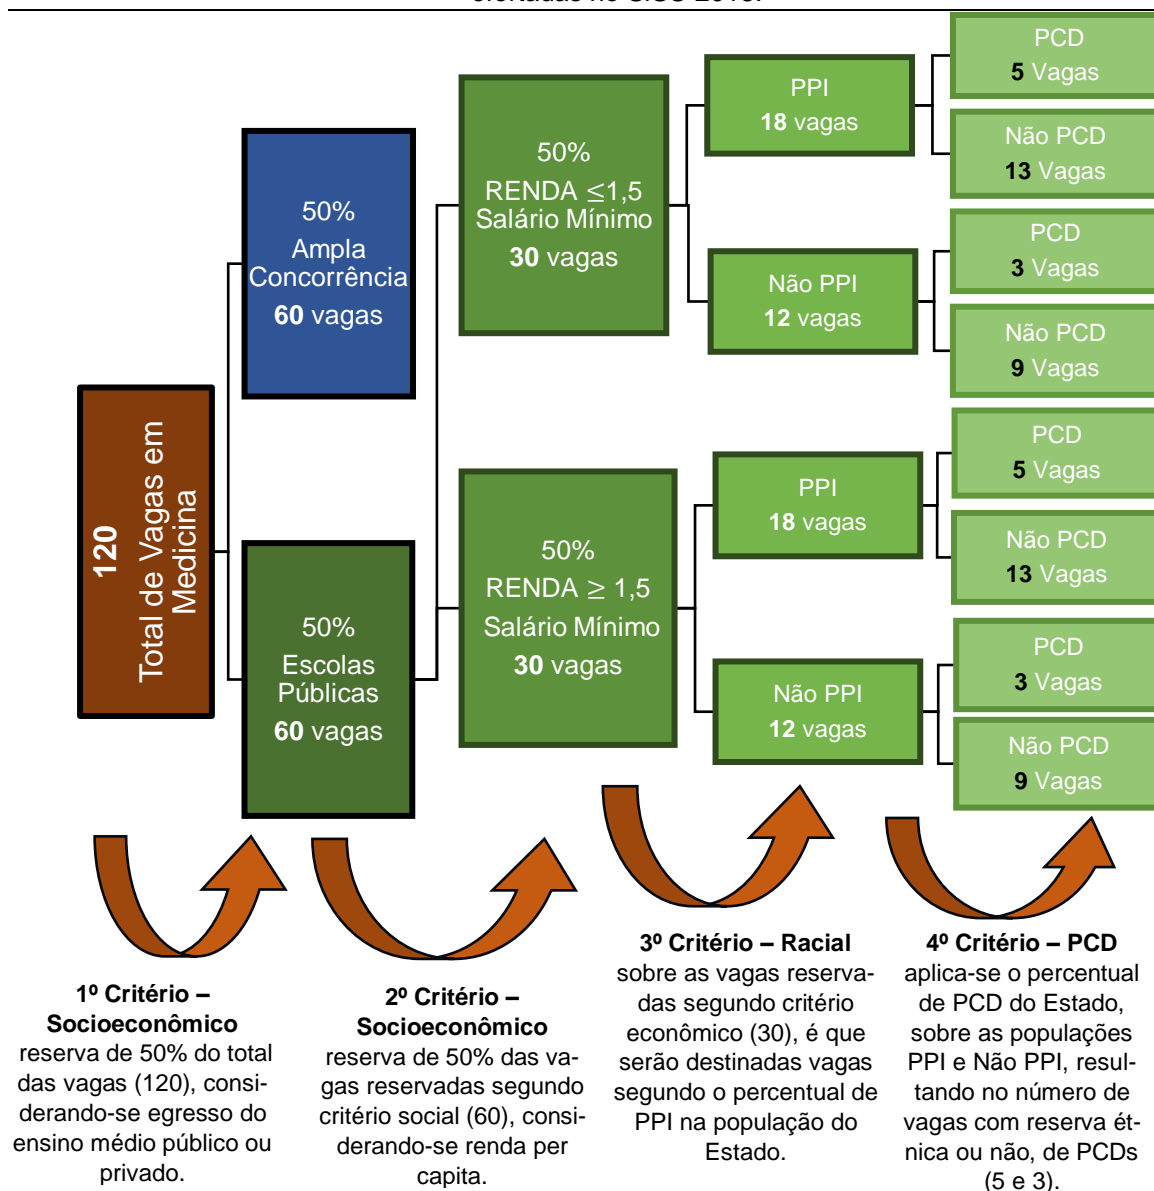 ofertadas no SISU 2018.
PCD
5 Vagas
PPI
18 vagas
Não PCD
13 Vagas
50%
RENDA ≤1,5
Salário Mínimo
30 vagas
50%
Ampla
Concorrência
60 vagas
PCD
3 Vagas
Não PPI
12 vagas
Não PCD
9 Vagas
120
Total de Vagas em
Medicina
PCD
5 Vagas
PPI
18 vagas
Não PCD
13 Vagas
50%
RENDA ≥ 1,5
Salário Mínimo
30 vagas
50%
Escolas
Públicas
60 vagas
PCD
3 Vagas
Não PPI
12 vagas
Não PCD
9 Vagas
1º Critério –
Socioeconômico
reserva de 50% do total
das vagas (120), consi-
derando-se egresso do
ensino médio público ou
privado.
2º Critério –
Socioeconômico
reserva de 50% das va-
gas reservadas segundo
critério social (60), consi-
derando-se renda per
capita.
3º Critério – Racial
sobre as vagas reserva-
das segundo critério
econômico (30), é que
serão destinadas vagas
segundo o percentual de
PPI na população do
Estado.
4º Critério – PCD
aplica-se o percentual
de PCD do Estado,
sobre as populações
PPI e Não PPI, resul-
tando no número de
vagas com reserva ét-
nica ou não, de PCDs
(5 e 3).